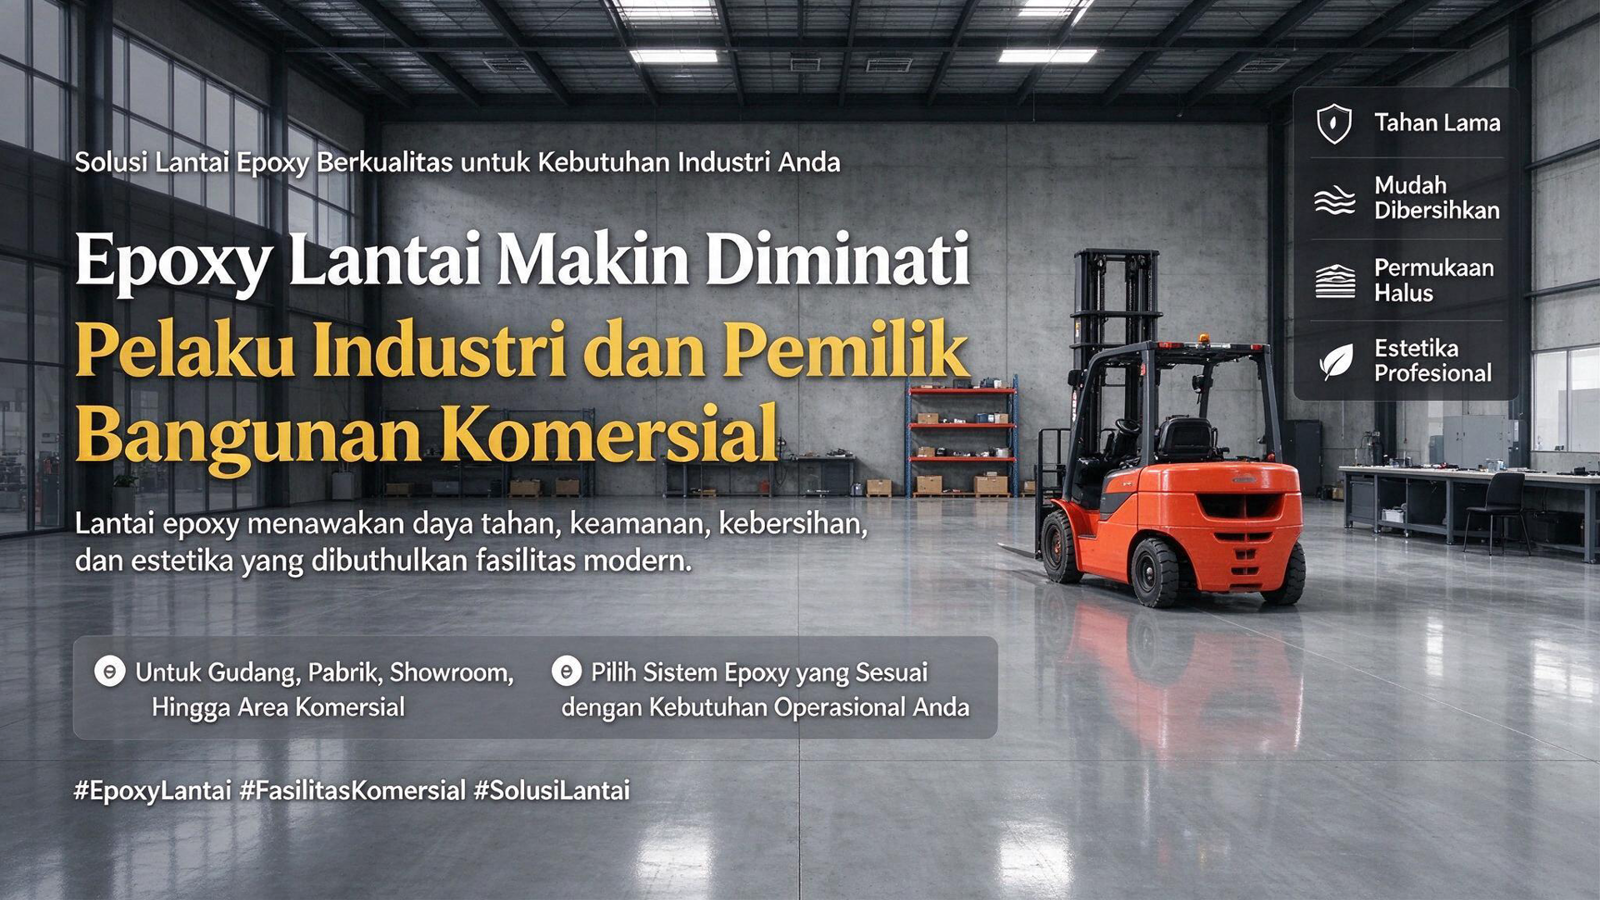 Solusi Lantai Epoxy Berkualitas untuk Kebutuhan Industri Anda
Epoxy Lantai Makin Diminati
Pelaku Industri dan Pemilik
Bangunan Komersial
Lantai epoxy menawakan daya tahan, keamanan, kebersihan,
dan estetika yang dibuthulkan fasilitas modern.
Untuk Gudang, Pabrik, Showroom,
Hingga Area Komersial
Pilih Sistem Epoxy yang Sesuai
dengan Kebutuhan Operasional Anda
#EpoxyLantai #FasilitasKomersial #SolusiLantai
Tahan Lama
Mudah
Dibersihkan
Permukaan
Halus
Estetika
Profesional